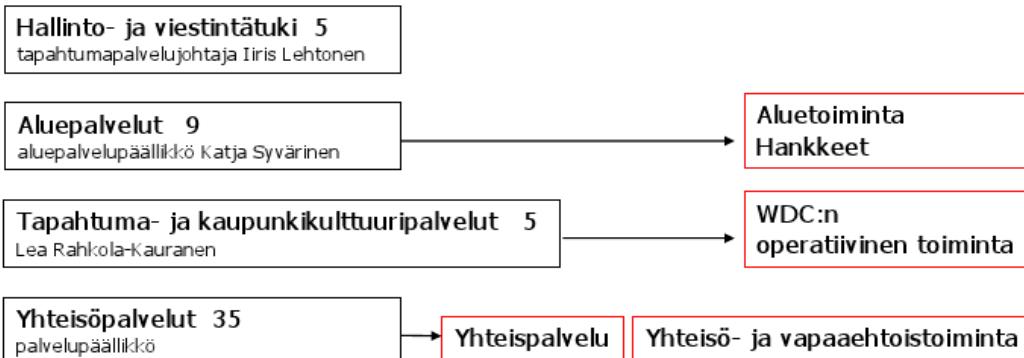 Hallinto- ja viestintätuki 5
tapahtumapalvelujohtaja Iiris Lehtonen
Aluepalvelut 9
aluepalvelupäällikkö Katja Syvärinen
Aluetoiminta
Hankkeet
Tapahtuma- ja kaupunkikulttuuripalvelut 5
Lea Rahkola-Kauranen
WDC:n
operatiivinen toiminta
Yhteisöpalvelut 35
palvelupäällikkö
Yhteispalvelu
Yhteisö- ja vapaaehtoistoiminta